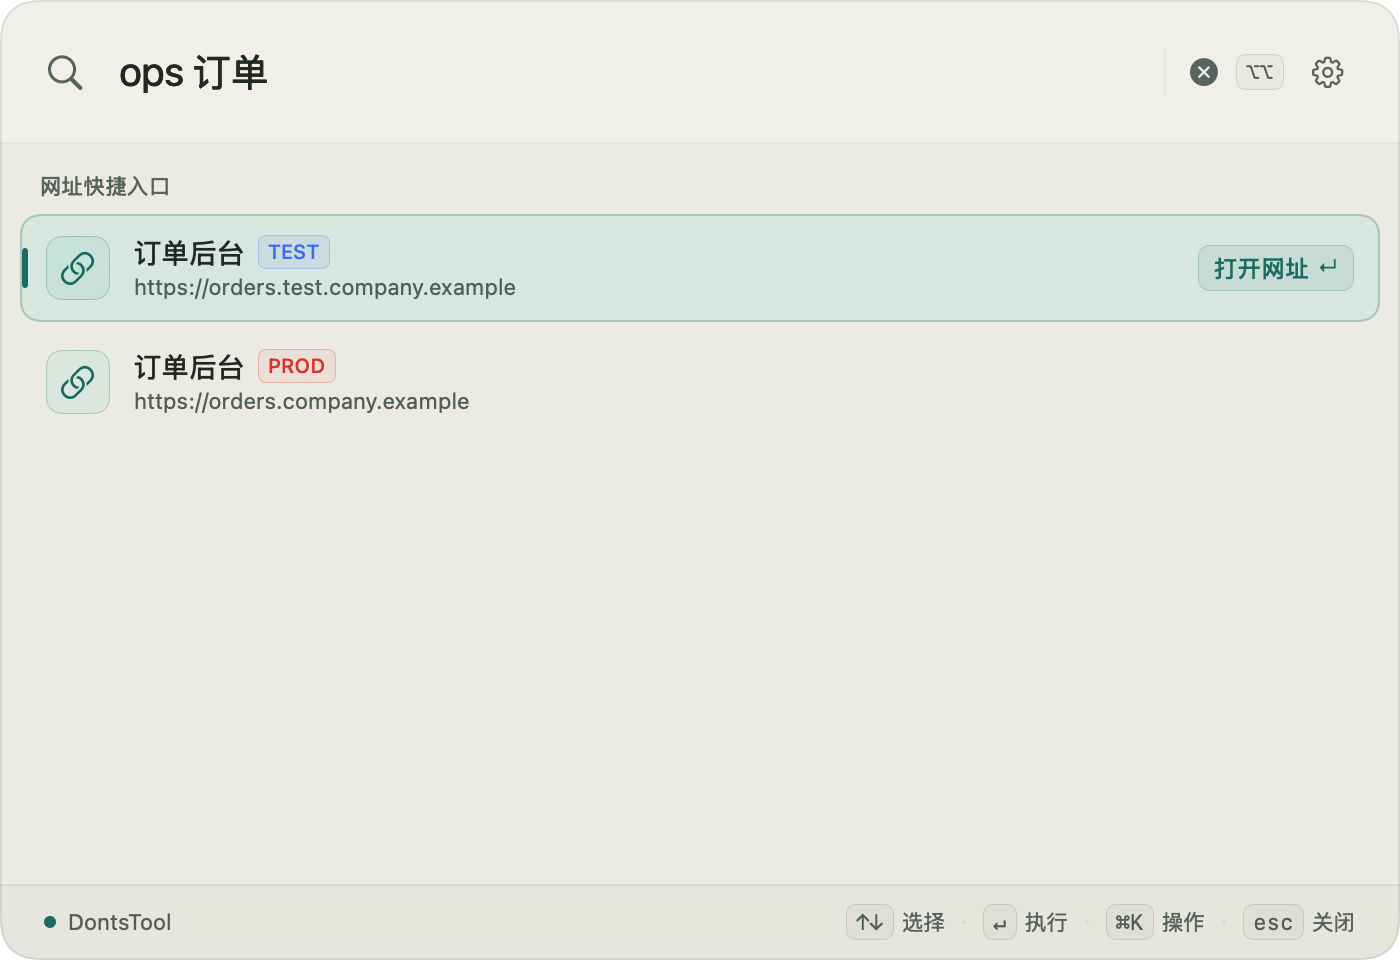 ops 订单
⌥⌥
网址快捷入口
订单后台 TEST
https://orders.test.company.example
打开网址 ↵
订单后台 PROD
https://orders.company.example
DontsTool
↑↓ 选择 · ↵ 执行 · ⌘K 操作 · esc 关闭